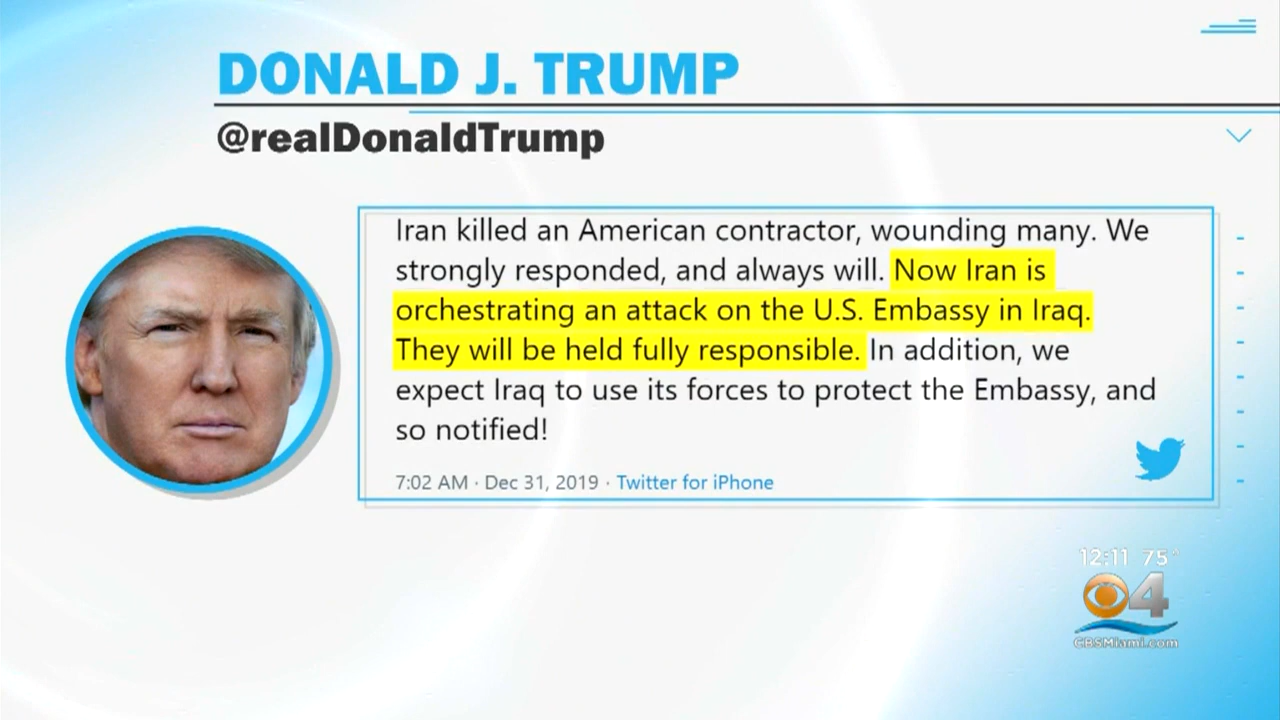 DONALD J. TRUMP
@realDonaldTrump
Iran killed an American contractor, wounding many. We
strongly responded, and always will. Now Iran is
orchestrating an attack on the U.S. Embassy in Iraq.
They will be held fully responsible. In addition, we
expect Iraq to use its forces to protect the Embassy, and
so notified!
7:02 AM · Dec 31, 2019 · Twitter for iPhone
12:11 75°
4
CBSMiami.com